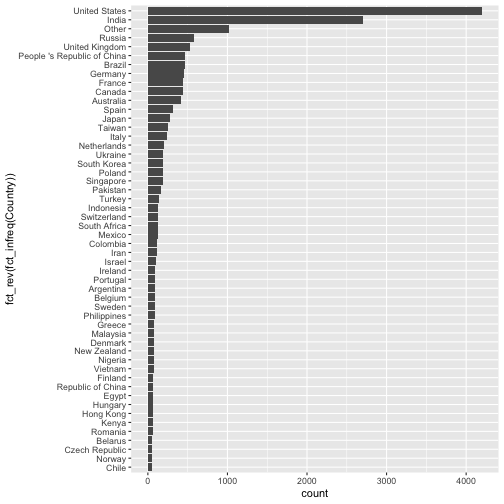 United States
India
Other
Russia
United Kingdom
People 's Republic of China
Brazil
Germany
France
Canada
Australia
Spain
Japan
Taiwan
Italy
Netherlands
Ukraine
South Korea
Poland
Singapore
Pakistan
Turkey
Indonesia
Switzerland
South Africa
Mexico
Colombia
Iran
Israel
Ireland
Portugal
Argentina
Belgium
Sweden
Philippines
Greece
Malaysia
Denmark
New Zealand
Nigeria
Vietnam
Finland
Republic of China
Egypt
Hungary
Hong Kong
Kenya
Romania
Belarus
Czech Republic
Norway
Chile
fct_rev(fct_infreq(Country))
0 1000 2000 3000 4000
count